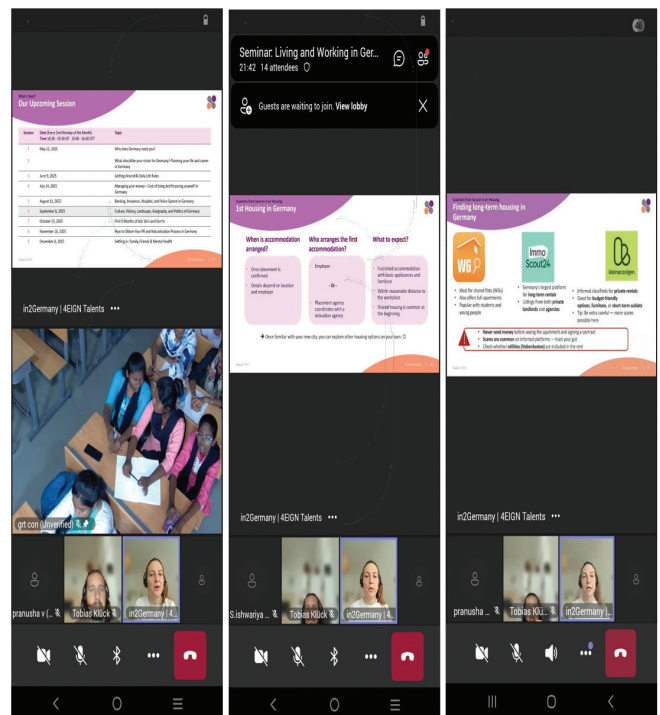 What's Next?
Our Upcoming Session
Session
Date (Every 2nd Monday of the Month)
Topic
1
May 12, 2025
Why does Germany need you?
2
What should be your vision for Germany? Planning your life and career
in Germany
3
June 9, 2025
Getting Around & Daily Life Rules
4
July 14, 2025
Managing your money – Cost of living and financing yourself in
Germany
5
August 11, 2025
Banking, Insurance, Hospital, and Police System in Germany
6
September 8, 2025
Culture, History, Landscape, Geography, and Politics of Germany
7
October 13, 2025
First 6 Months of Ask: Do's and Don'ts
8
November 10, 2025
How to Obtain Your PR and Naturalization Process in Germany
9
December 8, 2025
Settling in: Family, Friends & Mental Health
in2Germany | 4EIGN Talents
grt con (Unverified)
pranusha v (...
Tobias Klück
in2Germany | 4...
Seminar: Living and Working in Ger...
21:42 14 attendees
Guests are waiting to join. View lobby
X
1st Housing in Germany
When is accommodation
arranged?
• Once placement is
confirmed
• Details depend on location
and employer
Who arranges the first
accommodation?
Employer
- Or -
Placement agency
coordinates with a
relocation agency
What to expect?
• Furnished accommodation
with basic appliances and
furniture
• Within reasonable distance to
the workplace
• Shared housing is common at
the beginning
→ Once familiar with your new city, you can explore other housing options on your own.
in2Germany | 4EIGN Talents
S.ishwariya ...
Tobias Klück
in2Germany | 4...
Finding long-term housing in
Germany
WG
• Ideal for shared flats (WGs)
• Also offers full apartments
• Popular with students and
young people
Immo
Scout24
• Germany's largest platform
for long-term rentals
• Listings from both private
landlords and agencies
kleinanzeigen
• Informal classifieds for private rentals
• Good for budget-friendly
options, furniture, or short-term sublets
• Tip: Be extra careful — more scams
possible here
• Never send money before seeing the apartment and signing a contract
• Scams are common on informal platforms — trust your gut
• Check whether utilities (Nebenkosten) are included in the rent
in2Germany | 4EIGN Talents
pranusha ...
Tobias Klü...
in2Germany |...